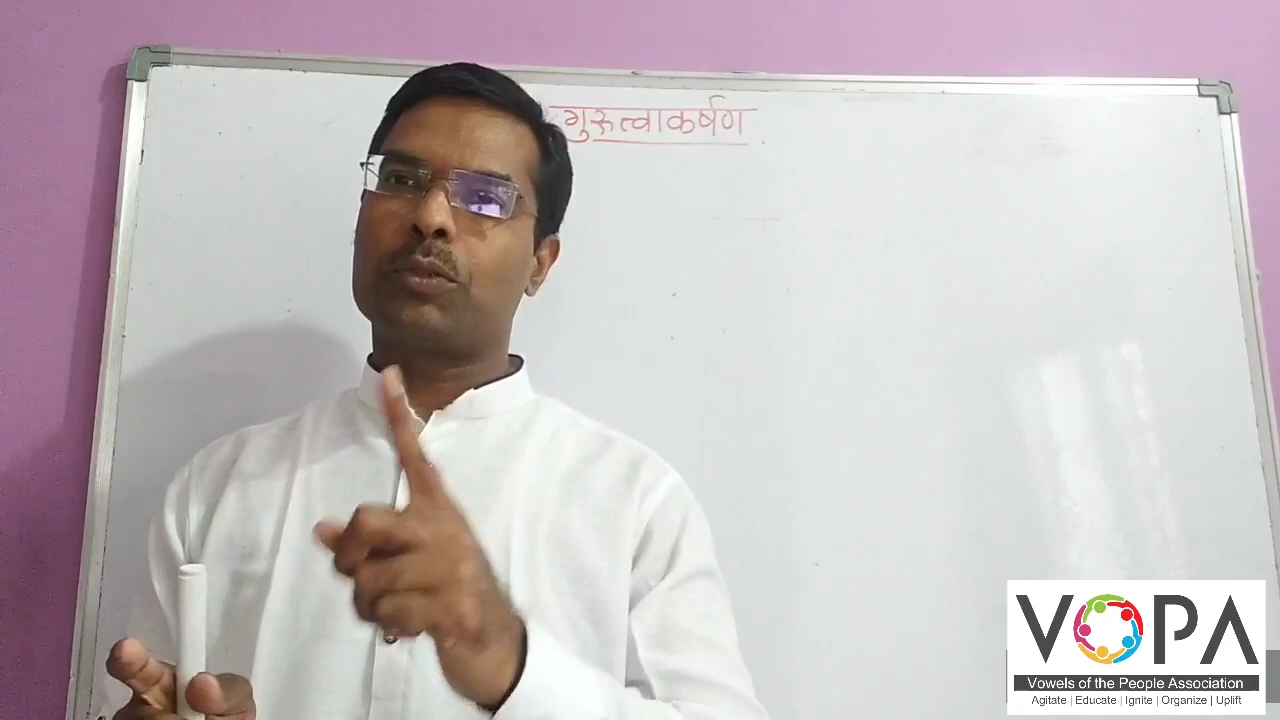 गुरुत्वाकर्षण
VOPA
Vowels of the People Association
Agitate | Educate | Ignite | Organize | Uplift